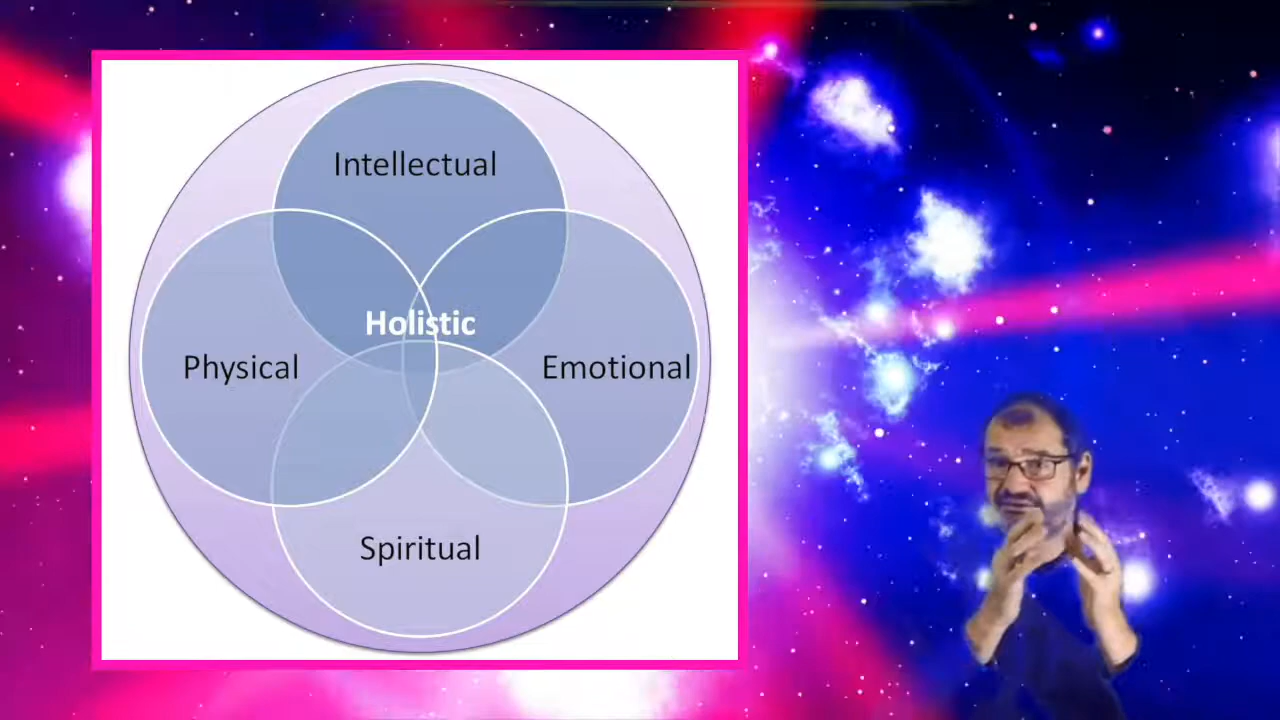 Intellectual
Holistic
Physical
Emotional
Spiritual